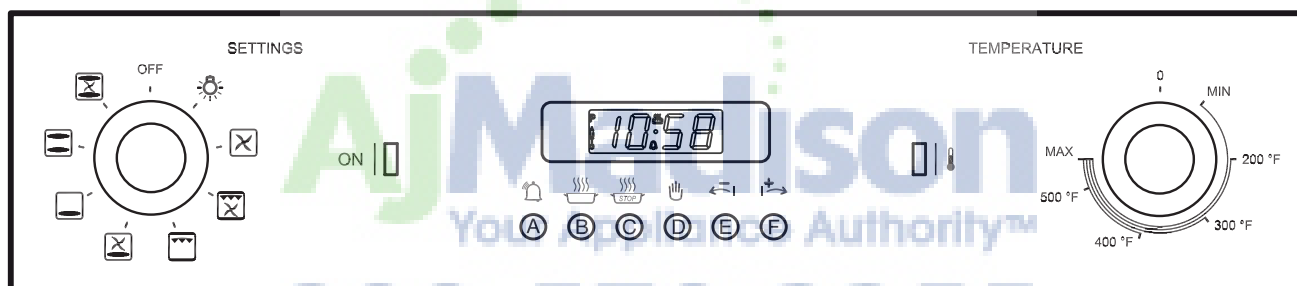 SETTINGS
TEMPERATURE
OFF
ON
10:58
STOP
A B C D E F
0
MIN
200 °F
300 °F
400 °F
500 °F
MAX
AjMadison
Your Appliance Authority™